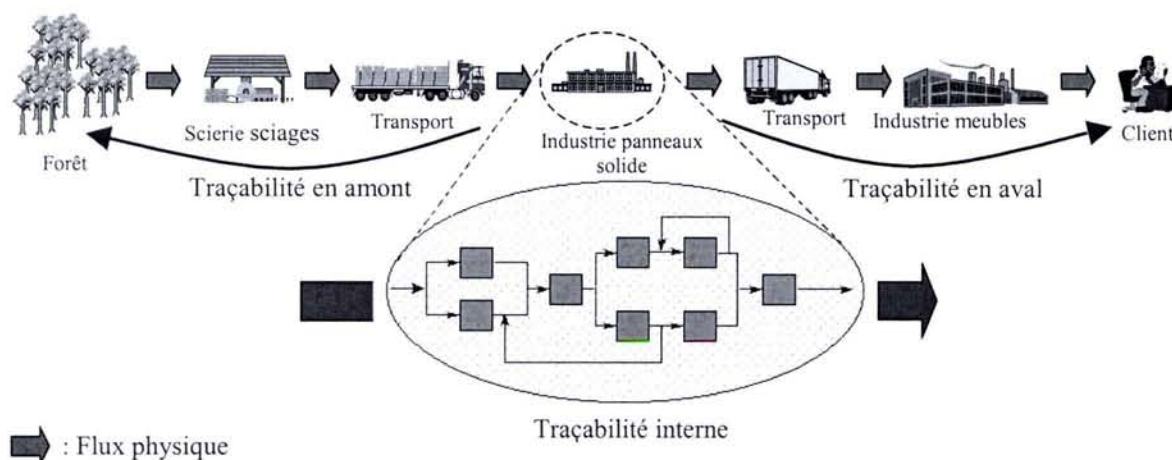 Forêt
Scierie sciages
Transport
Industrie panneaux
solide
Transport
Industrie meubles
Client
Traçabilité en amont
Traçabilité en aval
Traçabilité interne
: Flux physique